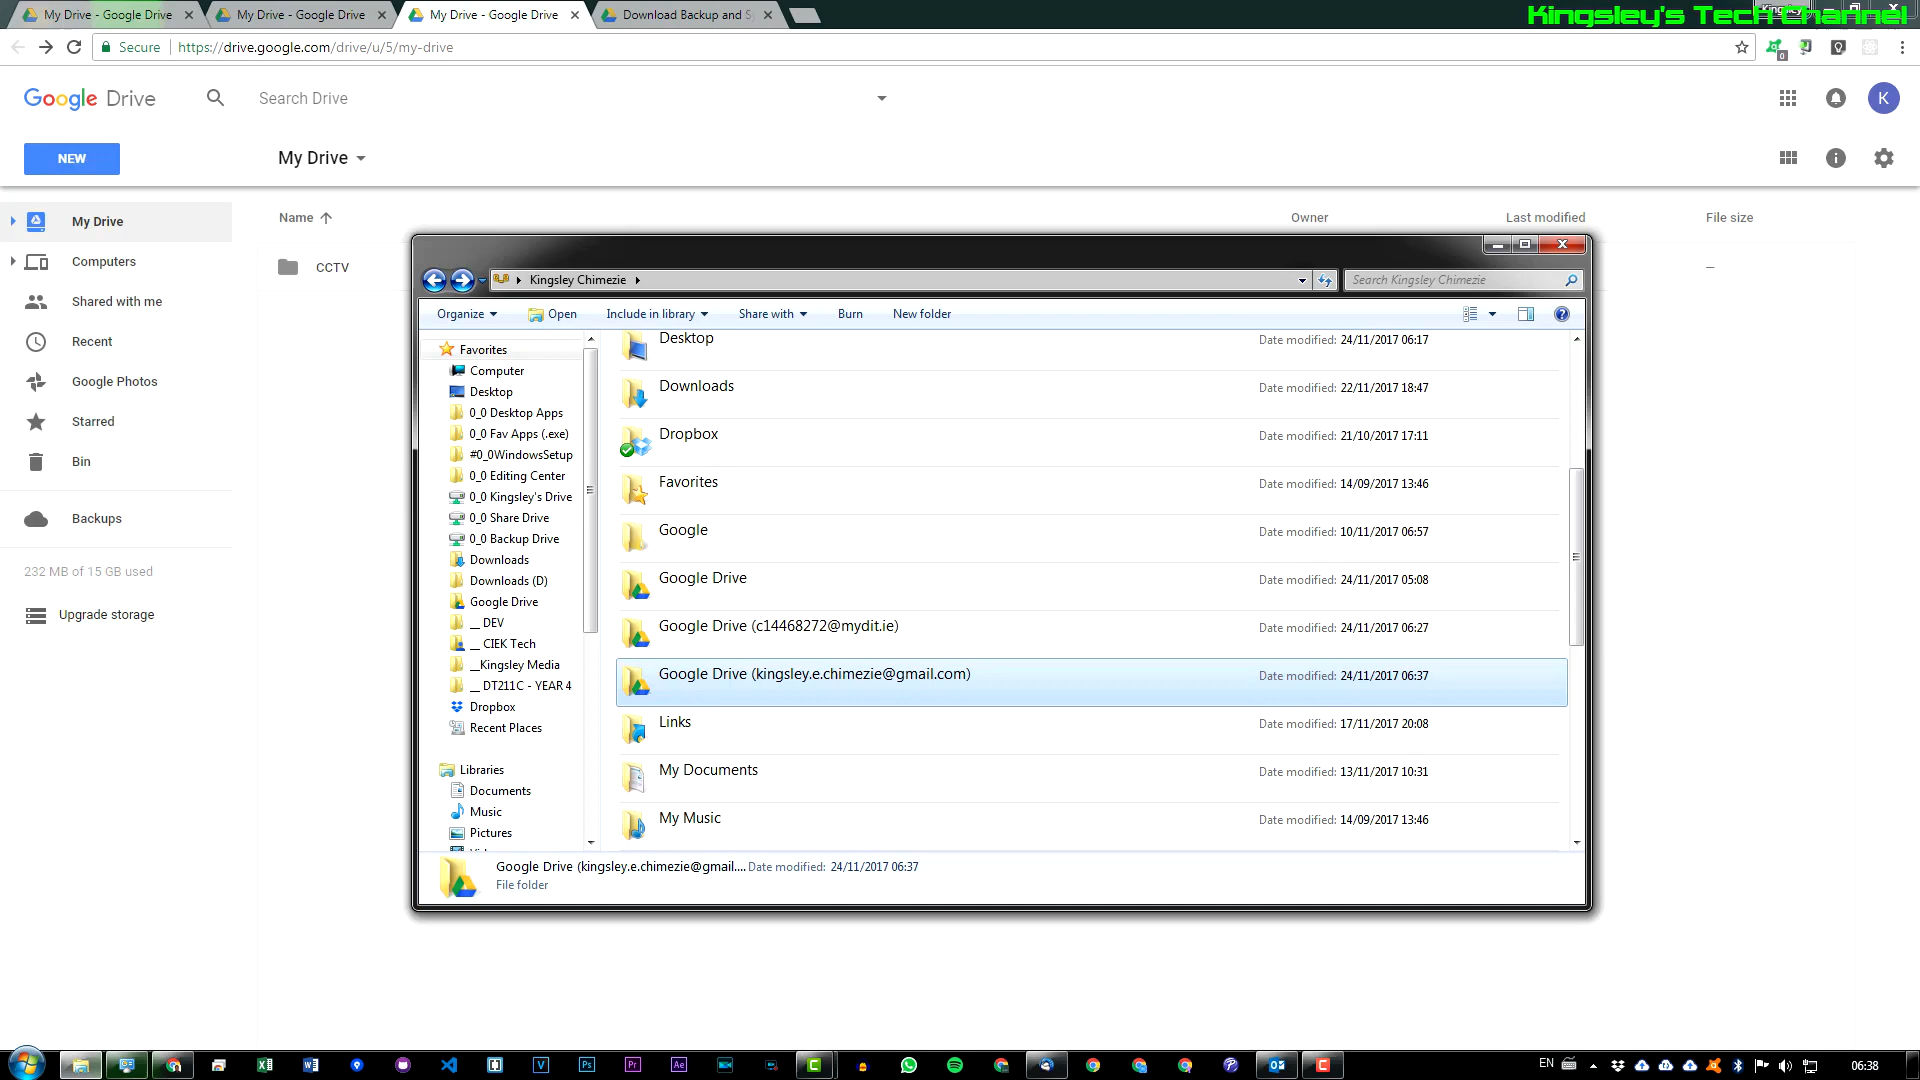 My Drive - Google Drive
My Drive - Google Drive
My Drive - Google Drive
Download Backup and Sy
Kingsley's Tech Channel
Secure
https://drive.google.com/drive/u/5/my-drive
0
Google Drive
Search Drive
K
NEW
My Drive
My Drive
Computers
Shared with me
Recent
Google Photos
Starred
Bin
Backups
232 MB of 15 GB used
Upgrade storage
Name
Owner
Last modified
File size
CCTV
–
Kingsley Chimezie
Search Kingsley Chimezie
Organize
Open
Include in library
Share with
Burn
New folder
Favorites
Computer
Desktop
0_0 Desktop Apps
0_0 Fav Apps (.exe)
#0_0WindowsSetup
0_0 Editing Center
0_0 Kingsley's Drive
0_0 Share Drive
0_0 Backup Drive
Downloads
Downloads (D)
Google Drive
__ DEV
__ CIEK Tech
__Kingsley Media
__ DT211C - YEAR 4
Dropbox
Recent Places
Libraries
Documents
Music
Pictures
Desktop Date modified: 24/11/2017 06:17
Downloads Date modified: 22/11/2017 18:47
Dropbox Date modified: 21/10/2017 17:11
Favorites Date modified: 14/09/2017 13:46
Google Date modified: 10/11/2017 06:57
Google Drive Date modified: 24/11/2017 05:08
Google Drive (c14468272@mydit.ie) Date modified: 24/11/2017 06:27
Google Drive (kingsley.e.chimezie@gmail.com) Date modified: 24/11/2017 06:37
Links Date modified: 17/11/2017 20:08
My Documents Date modified: 13/11/2017 10:31
My Music Date modified: 14/09/2017 13:46
Google Drive (kingsley.e.chimezie@gmail.... Date modified: 24/11/2017 06:37
File folder
EN
06:38